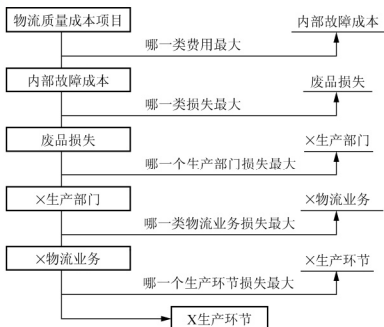 物流质量成本项目
内部故障成本
哪一类费用最大
内部故障成本
废品损失
哪一类损失最大
废品损失
×生产部门
哪一个生产部门损失最大
×生产部门
×物流业务
哪一类物流业务损失最大
×物流业务
×生产环节
哪一个生产环节损失最大
X生产环节